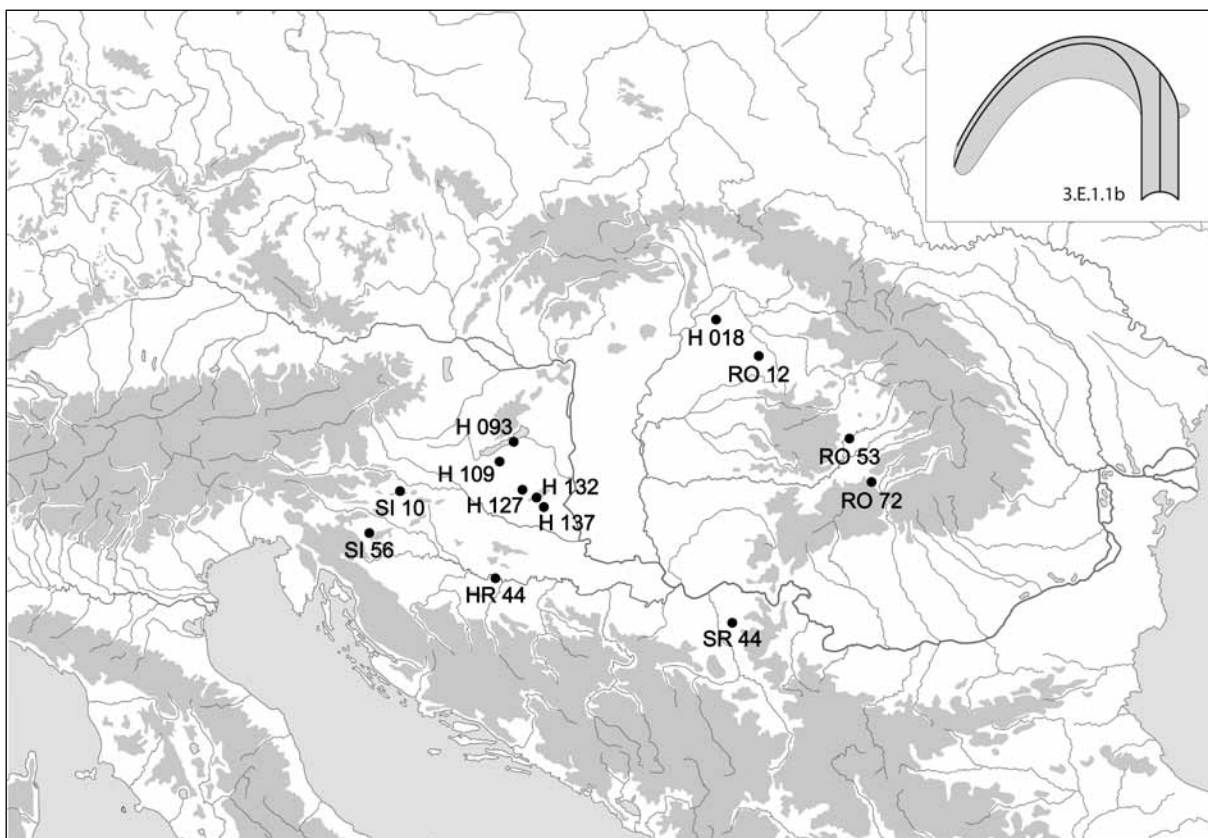 3.E.1.1b
H 018
RO 12
H 093
RO 53
H 109
H 132
RO 72
SI 10
H 127
H 137
SI 56
HR 44
SR 44